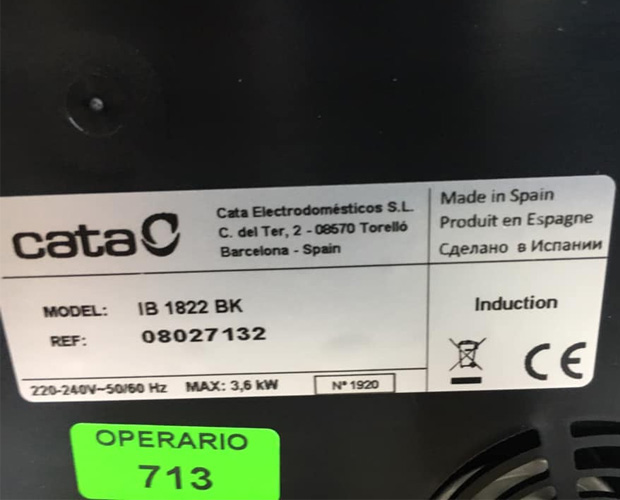 cata
Cata Electrodomésticos S.L.
C. del Ter, 2 - 08570 Torelló
Barcelona - Spain
Made in Spain
Produit en Espagne
Сделано в Испании
MODEL: IB 1822 BK
REF: 08027132
Induction
CE
220-240V~50/60 Hz MAX: 3,6 kW Nº 1920
OPERARIO
713